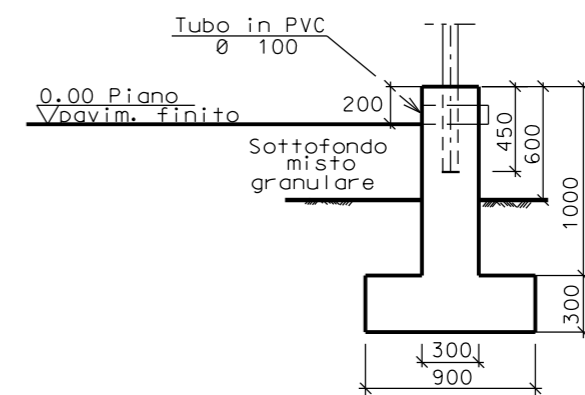 Tubo in PVC
Ø 100
0.00 Piano
pavim. finito
200
Sottofondo
misto
granulare
450
600
1000
300
300
900